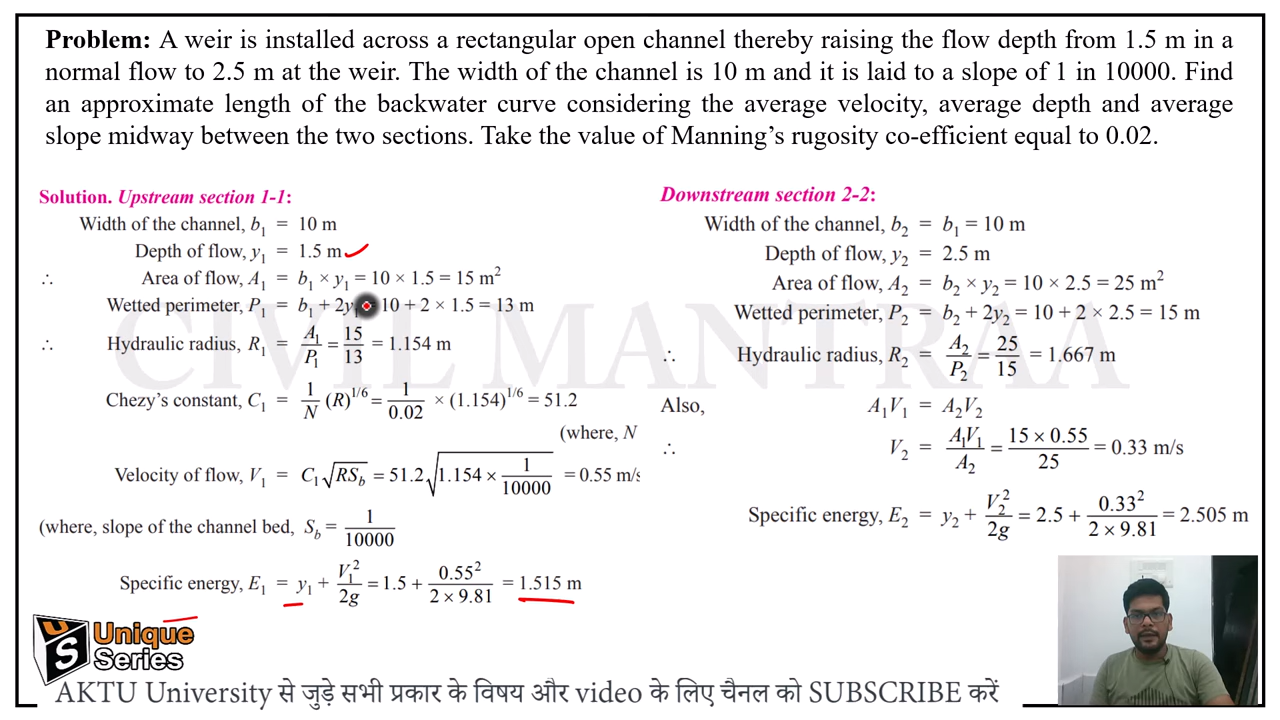 Problem: A weir is installed across a rectangular open channel thereby raising the flow depth from 1.5 m in a
normal flow to 2.5 m at the weir. The width of the channel is 10 m and it is laid to a slope of 1 in 10000. Find
an approximate length of the backwater curve considering the average velocity, average depth and average
slope midway between the two sections. Take the value of Manning's rugosity co-efficient equal to 0.02.
Solution. Upstream section 1-1:
Width of the channel, b₁ = 10 m
Depth of flow, y₁ = 1.5 m
∴ Area of flow, A₁ = b₁ × y₁ = 10 × 1.5 = 15 m²
Wetted perimeter, P₁ = b₁ + 2y₁ 10 + 2 × 1.5 = 13 m
∴ Hydraulic radius, R₁ = A₁/P₁ = 15/13 = 1.154 m
Chezy's constant, C₁ = 1/N (R)^1/6 = 1/0.02 × (1.154)^1/6 = 51.2
(where, N
Velocity of flow, V₁ = C₁√RS_b = 51.2√1.154 × 1/10000 = 0.55 m/s
(where, slope of the channel bed, S_b = 1/10000
Specific energy, E₁ = y₁ + V₁²/2g = 1.5 + 0.55²/2 × 9.81 = 1.515 m
Downstream section 2-2:
Width of the channel, b₂ = b₁ = 10 m
Depth of flow, y₂ = 2.5 m
Area of flow, A₂ = b₂ × y₂ = 10 × 2.5 = 25 m²
Wetted perimeter, P₂ = b₂ + 2y₂ = 10 + 2 × 2.5 = 15 m
∴ Hydraulic radius, R₂ = A₂/P₂ = 25/15 = 1.667 m
Also, A₁V₁ = A₂V₂
∴ V₂ = A₁V₁/A₂ = 15 × 0.55/25 = 0.33 m/s
Specific energy, E₂ = y₂ + V₂²/2g = 2.5 + 0.33²/2 × 9.81 = 2.505 m
CIVIL MANTRAA
US Unique
Series
AKTU University से जुड़े सभी प्रकार के विषय और video के लिए चैनल को SUBSCRIBE करें